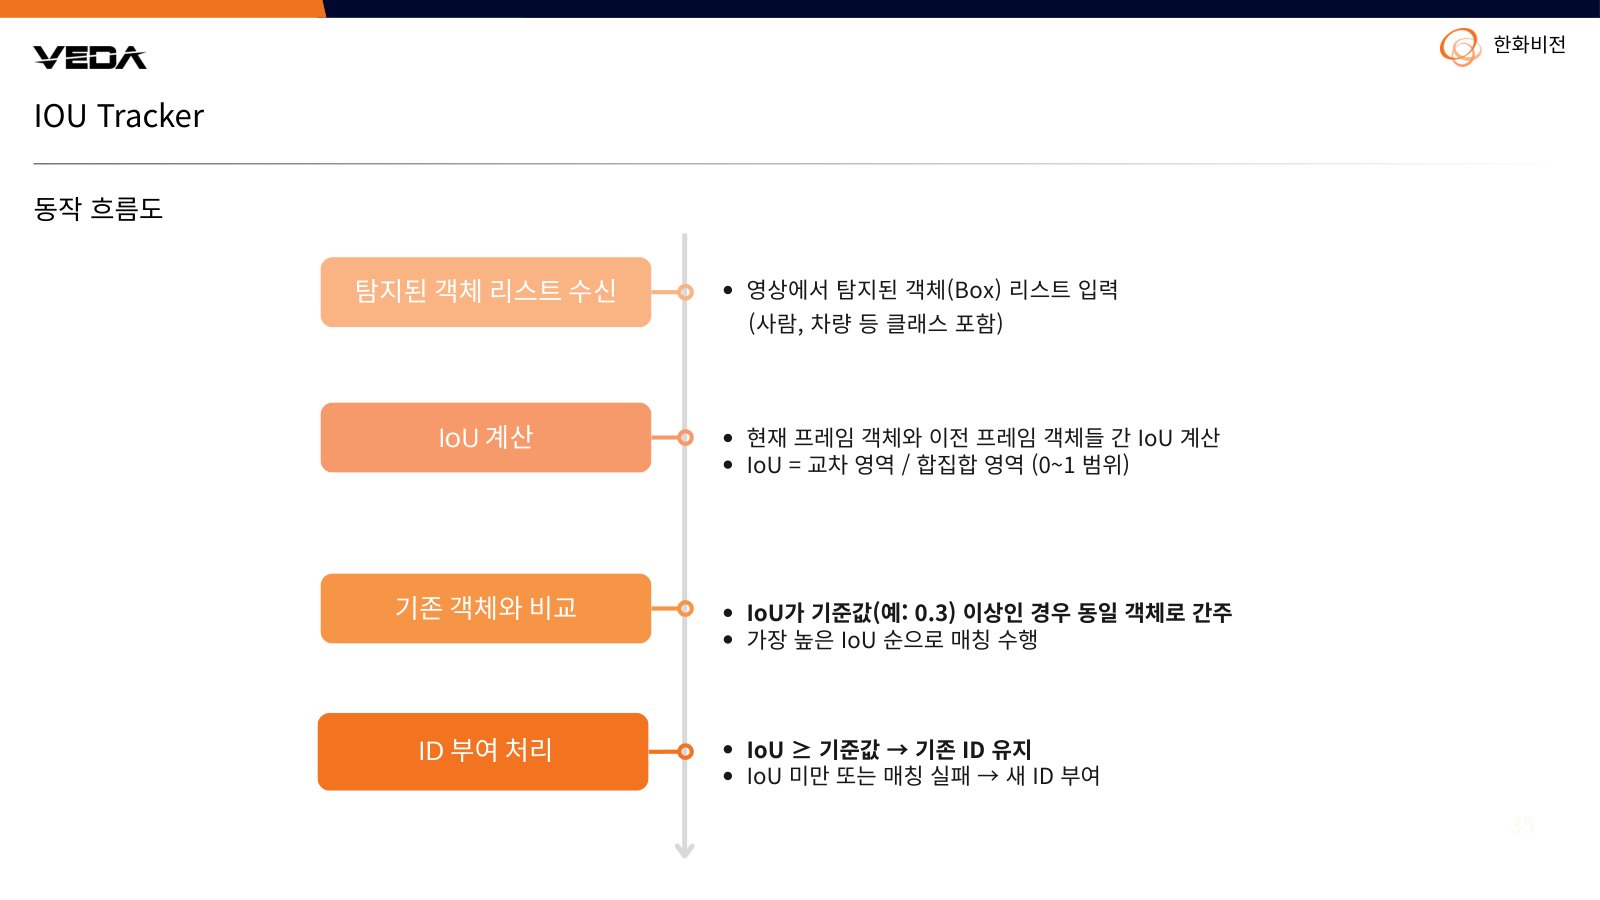 VEDA
한화비전
IOU Tracker
동작 흐름도
탐지된 객체 리스트 수신
• 영상에서 탐지된 객체(Box) 리스트 입력
(사람, 차량 등 클래스 포함)
IoU 계산
• 현재 프레임 객체와 이전 프레임 객체들 간 IoU 계산
• IoU = 교차 영역 / 합집합 영역 (0~1 범위)
기존 객체와 비교
• IoU가 기준값(예: 0.3) 이상인 경우 동일 객체로 간주
• 가장 높은 IoU 순으로 매칭 수행
ID 부여 처리
• IoU ≥ 기준값 → 기존 ID 유지
• IoU 미만 또는 매칭 실패 → 새 ID 부여
35